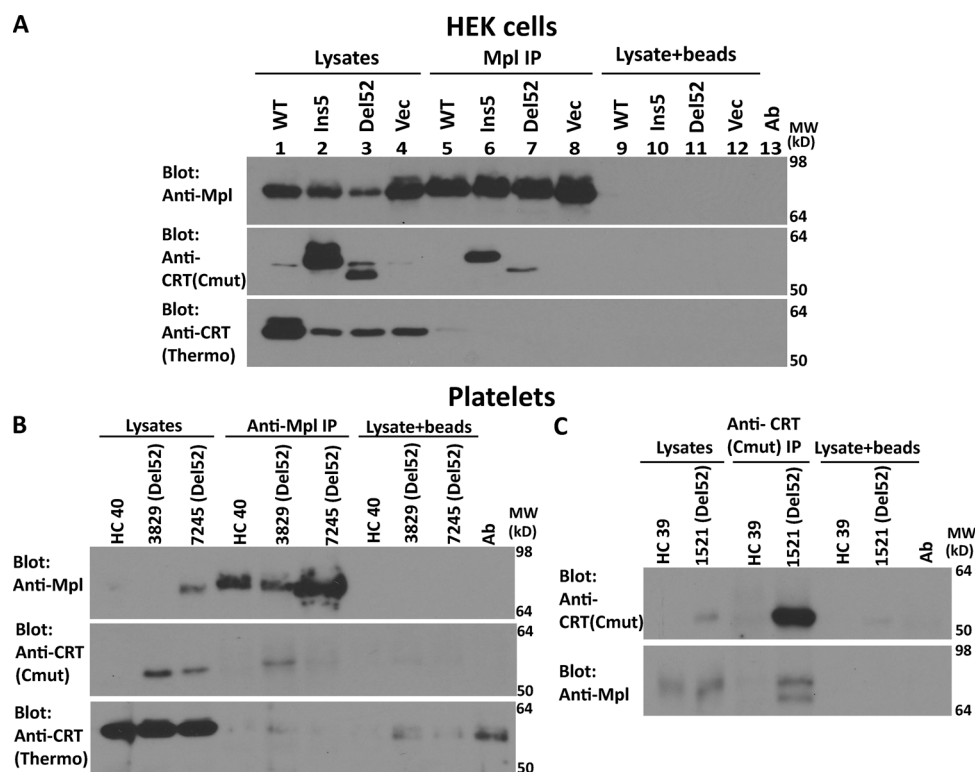 A
HEK cells
Lysates Mpl IP Lysate+beads
WT Ins5 Del52 Vec WT Ins5 Del52 Vec WT Ins5 Del52 Vec Ab
1 2 3 4 5 6 7 8 9 10 11 12 13
MW
(kD)
98
Blot:
Anti-Mpl
64
Blot:
Anti-
CRT(Cmut)
64
50
Blot:
Anti-CRT
(Thermo)
64
50
Platelets
B
Lysates Anti-Mpl IP Lysate+beads
HC 40 3829 (Del52) 7245 (Del52) HC 40 3829 (Del52) 7245 (Del52) HC 40 3829 (Del52) 7245 (Del52) Ab
MW
(kD)
98
Blot:
Anti-Mpl
64
Blot:
Anti-CRT
(Cmut)
64
50
Blot:
Anti-CRT
(Thermo)
64
50
C
Anti- CRT
Lysates (Cmut) IP Lysate+beads
HC 39 1521 (Del52) HC 39 1521 (Del52) HC 39 1521 (Del52) Ab
MW
(kD)
64
Blot:
Anti-
CRT(Cmut)
50
98
Blot:
Anti-Mpl
64